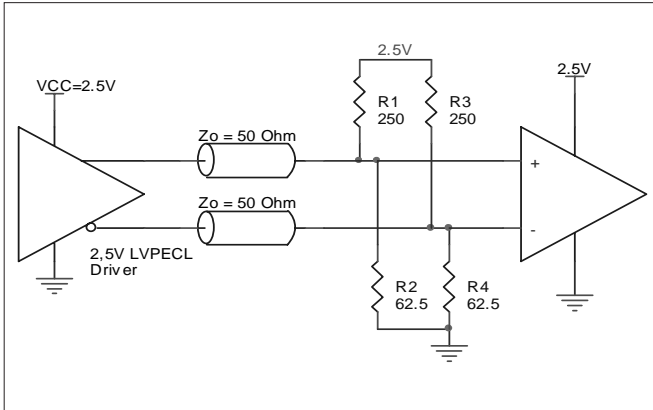 2.5V
VCC=2.5V
2.5V
R1
250
R3
250
Zo = 50 Ohm
+
Zo = 50 Ohm
-
2,5V LVPECL
Driver
R2
62.5
R4
62.5